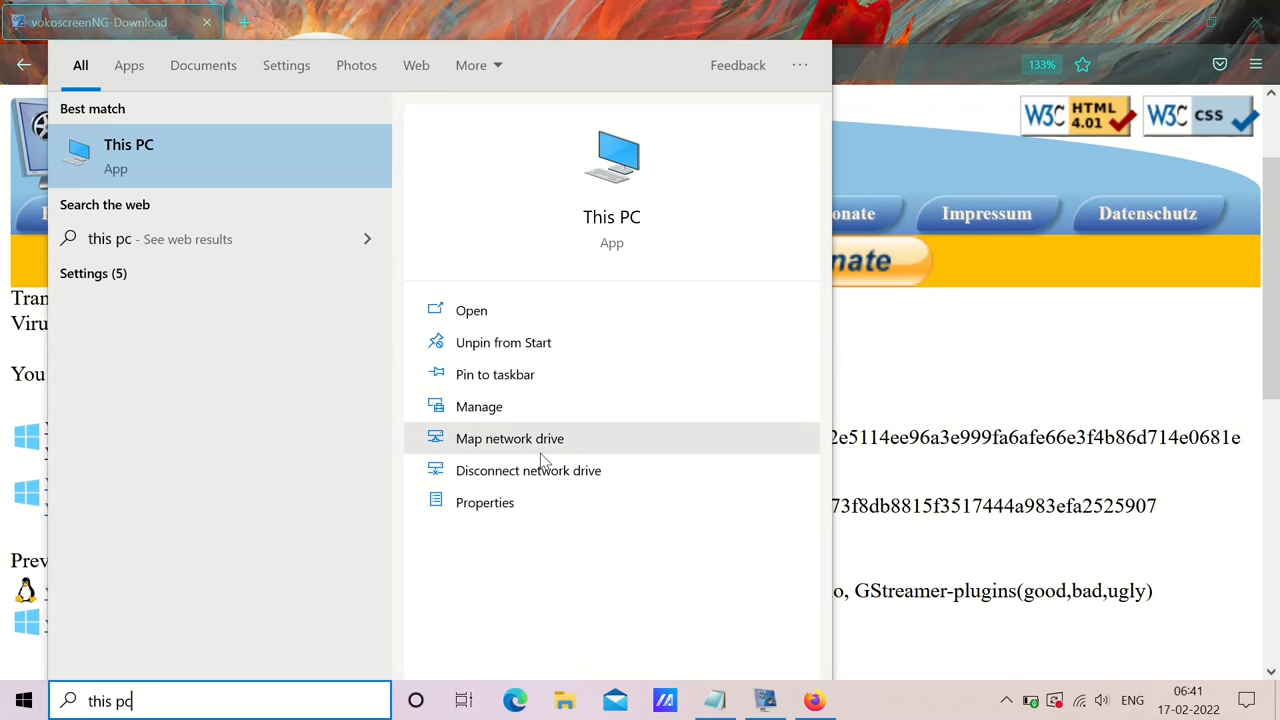 vokoscreenNG-Download
All Apps Documents Settings Photos Web More Feedback ...
133%
Best match
This PC
App
Search the web
this pc - See web results
Settings (5)
This PC
App
Open
Unpin from Start
Pin to taskbar
Manage
Map network drive
Disconnect network drive
Properties
W3C HTML 4.01
W3C CSS
onate Impressum Datenschutz
nate
Tran
Viru
You
2e5114ee96a3e999fa6afe66e3f4b86d714e0681e
73f8db8815f3517444a983efa2525907
Prev
o, GStreamer-plugins(good,bad,ugly)
this pc
ENG
06:41
17-02-2022